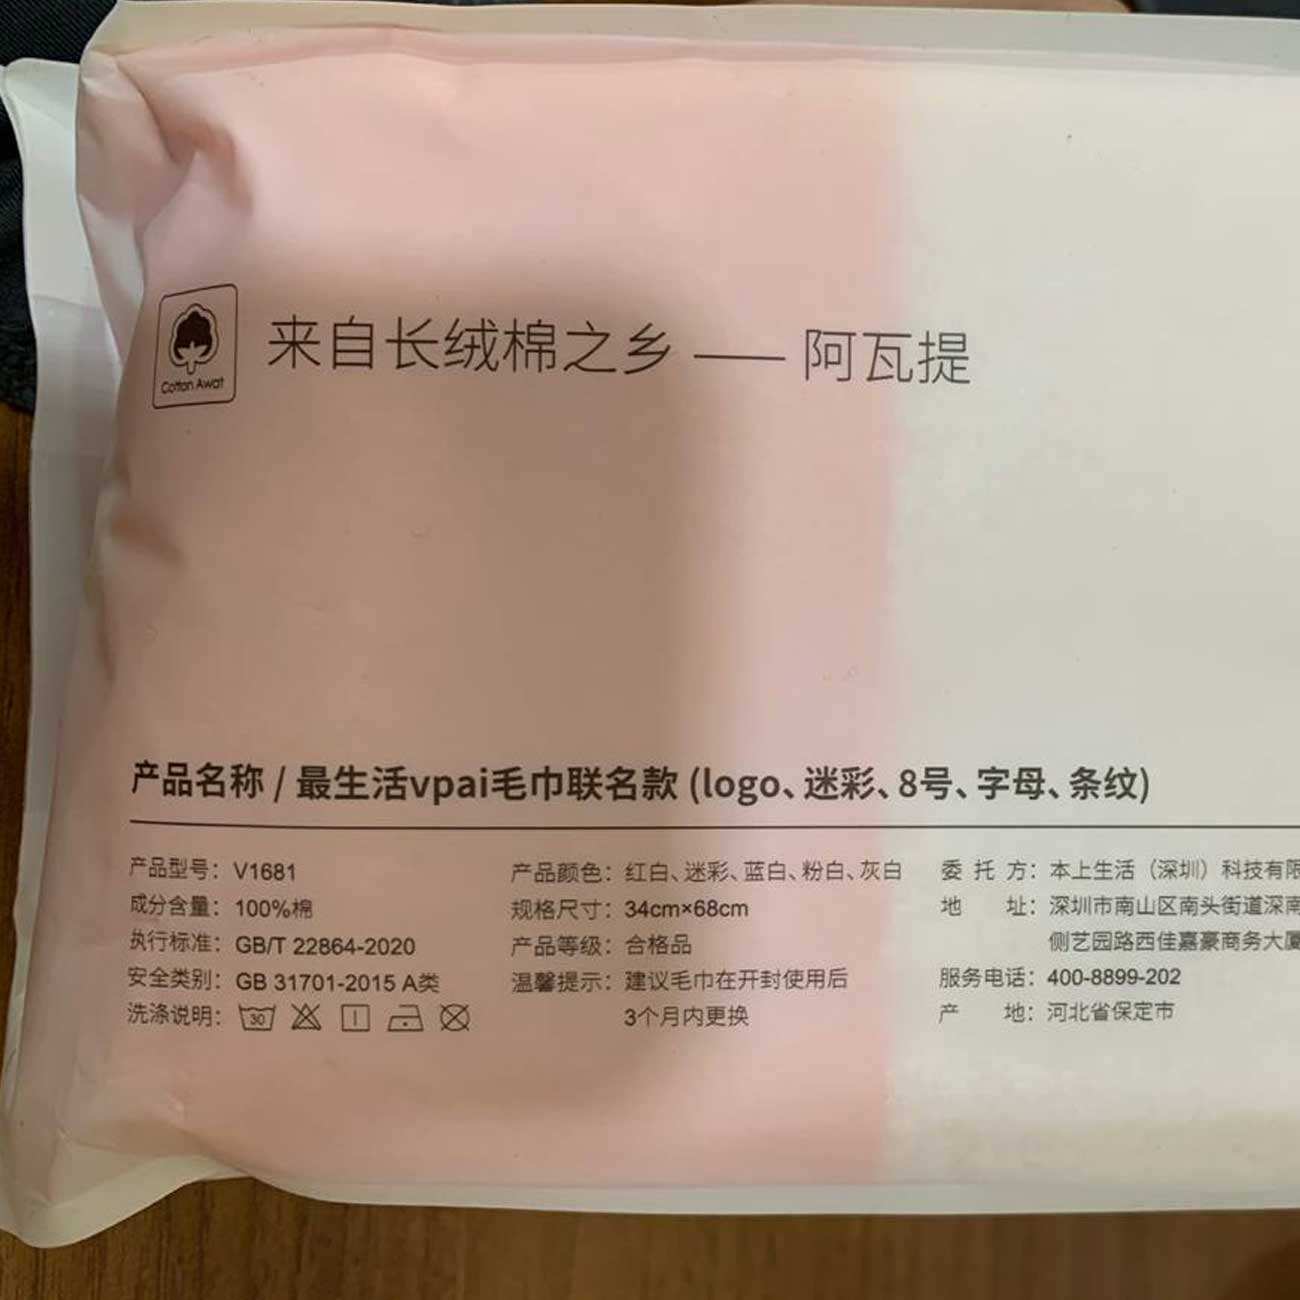 来自长绒棉之乡 —— 阿瓦提
Cotton Awat
产品名称 / 最生活vpai毛巾联名款 (logo、迷彩、8号、字母、条纹)
产品型号：V1681
成分含量：100%棉
执行标准：GB/T 22864-2020
安全类别：GB 31701-2015 A类
洗涤说明：30
产品颜色：红白、迷彩、蓝白、粉白、灰白
规格尺寸：34cm×68cm
产品等级：合格品
温馨提示：建议毛巾在开封使用后
3个月内更换
委托方：本上生活（深圳）科技有限
地址：深圳市南山区南头街道深南
侧艺园路西佳嘉豪商务大厦
服务电话：400-8899-202
产地：河北省保定市